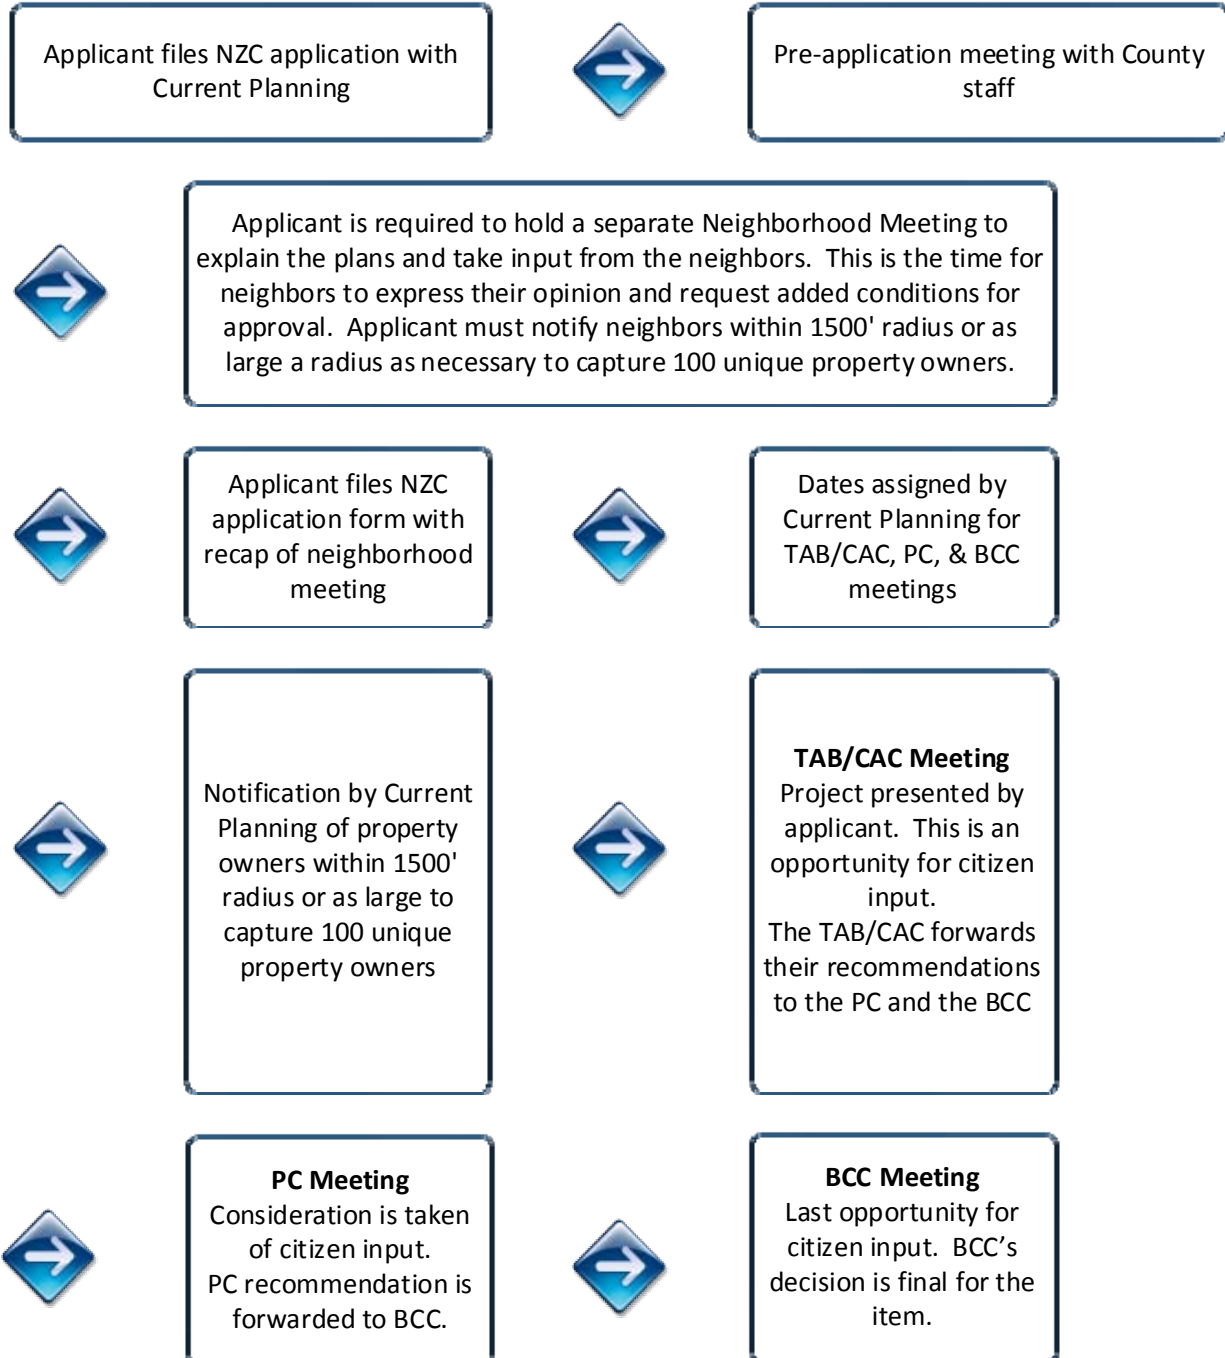 Applicant files NZC application with
Current Planning
Pre-application meeting with County
staff
Applicant is required to hold a separate Neighborhood Meeting to
explain the plans and take input from the neighbors.  This is the time for
neighbors to express their opinion and request added conditions for
approval.  Applicant must notify neighbors within 1500' radius or as
large a radius as necessary to capture 100 unique property owners.
Applicant files NZC
application form with
recap of neighborhood
meeting
Dates assigned by
Current Planning for
TAB/CAC, PC, & BCC
meetings
Notification by Current
Planning of property
owners within 1500'
radius or as large to
capture 100 unique
property owners
TAB/CAC Meeting
Project presented by
applicant.  This is an
opportunity for citizen
input.
The TAB/CAC forwards
their recommendations
to the PC and the BCC
PC Meeting
Consideration is taken
of citizen input.
PC recommendation is
forwarded to BCC.
BCC Meeting
Last opportunity for
citizen input.  BCC’s
decision is final for the
item.